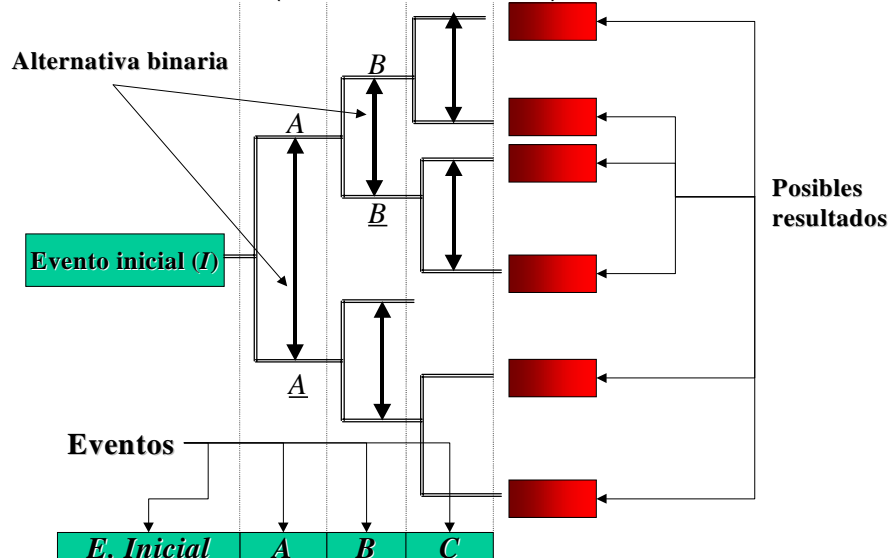 Alternativa binaria
B
A
B
Posibles
resultados
Evento inicial (I)
A
Eventos
E. Inicial A B C